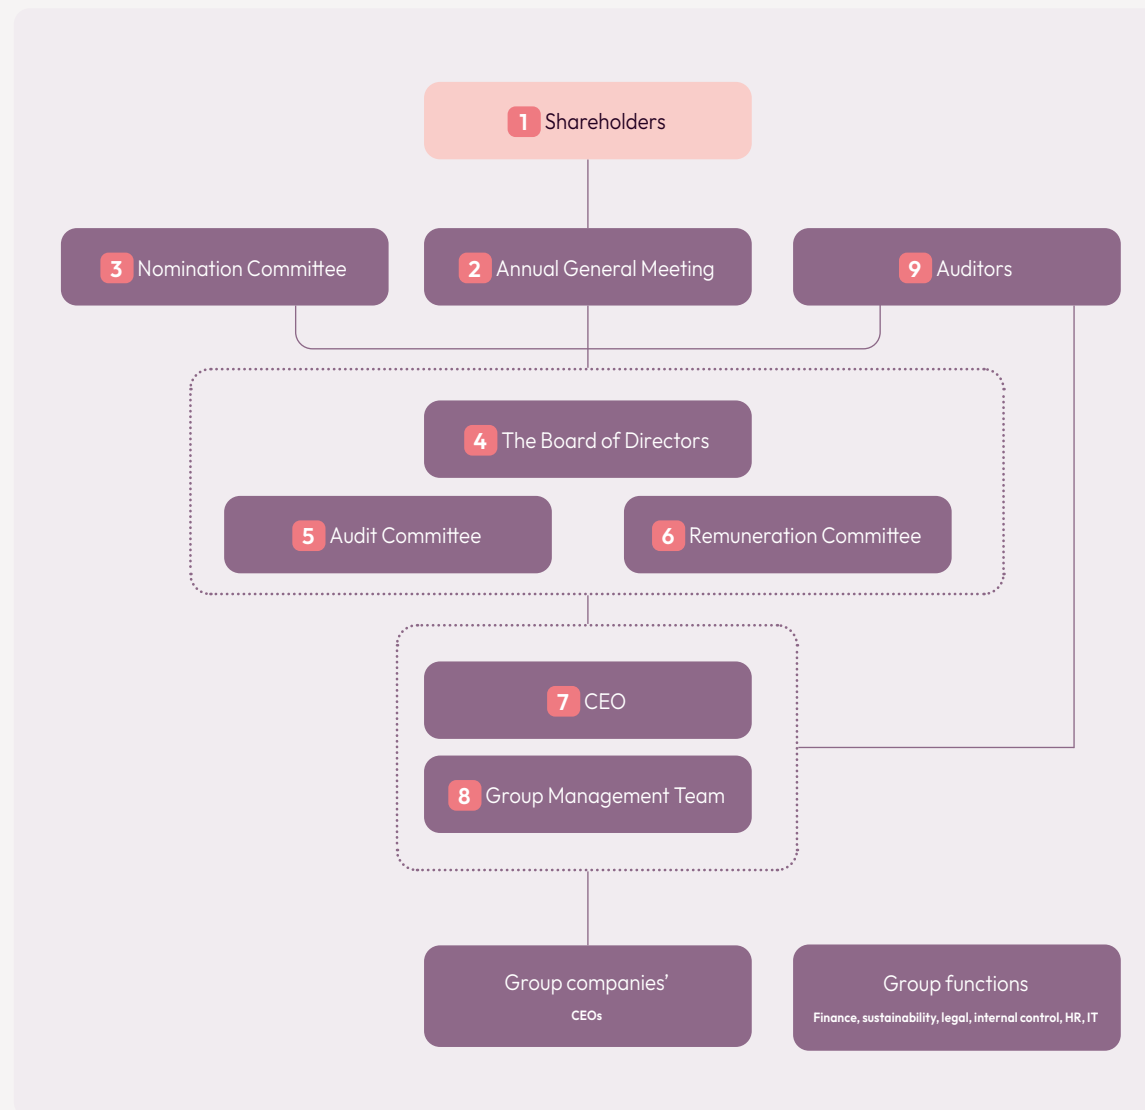 1 Shareholders
3 Nomination Committee
2 Annual General Meeting
9 Auditors
4 The Board of Directors
5 Audit Committee
6 Remuneration Committee
7 CEO
8 Group Management Team
Group companies’
CEOs
Group functions
Finance, sustainability, legal, internal control, HR, IT